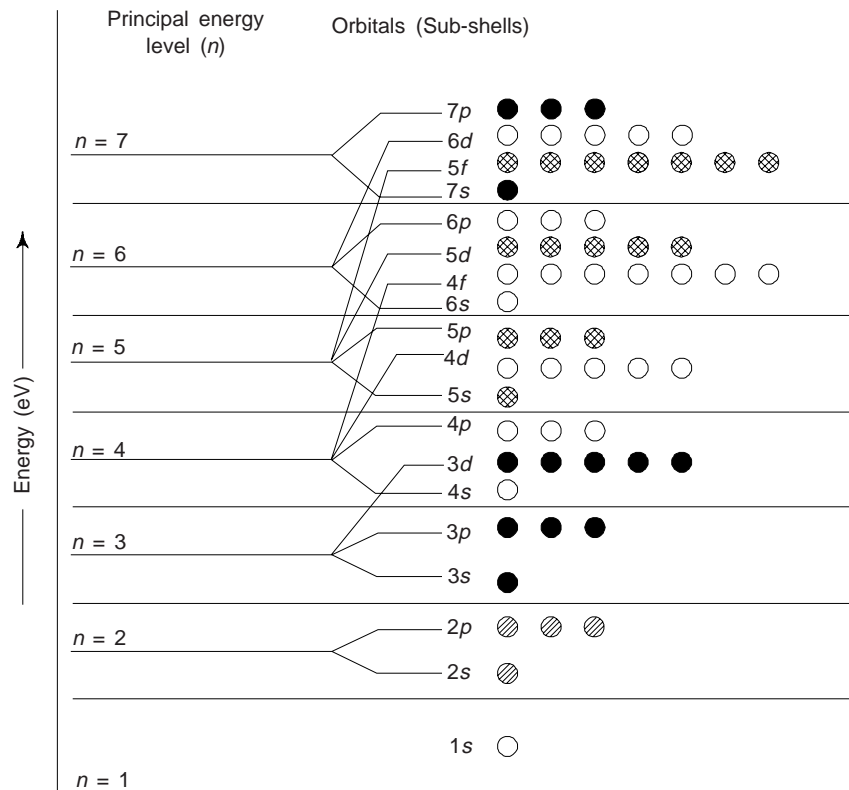 Principal energy
level (n)
Orbitals (Sub-shells)
7p
n = 7
6d
5f
7s
6p
n = 6
5d
4f
6s
5p
n = 5
4d
5s
4p
n = 4
3d
4s
n = 3
3p
3s
2p
n = 2
2s
1s
n = 1
Energy (eV)